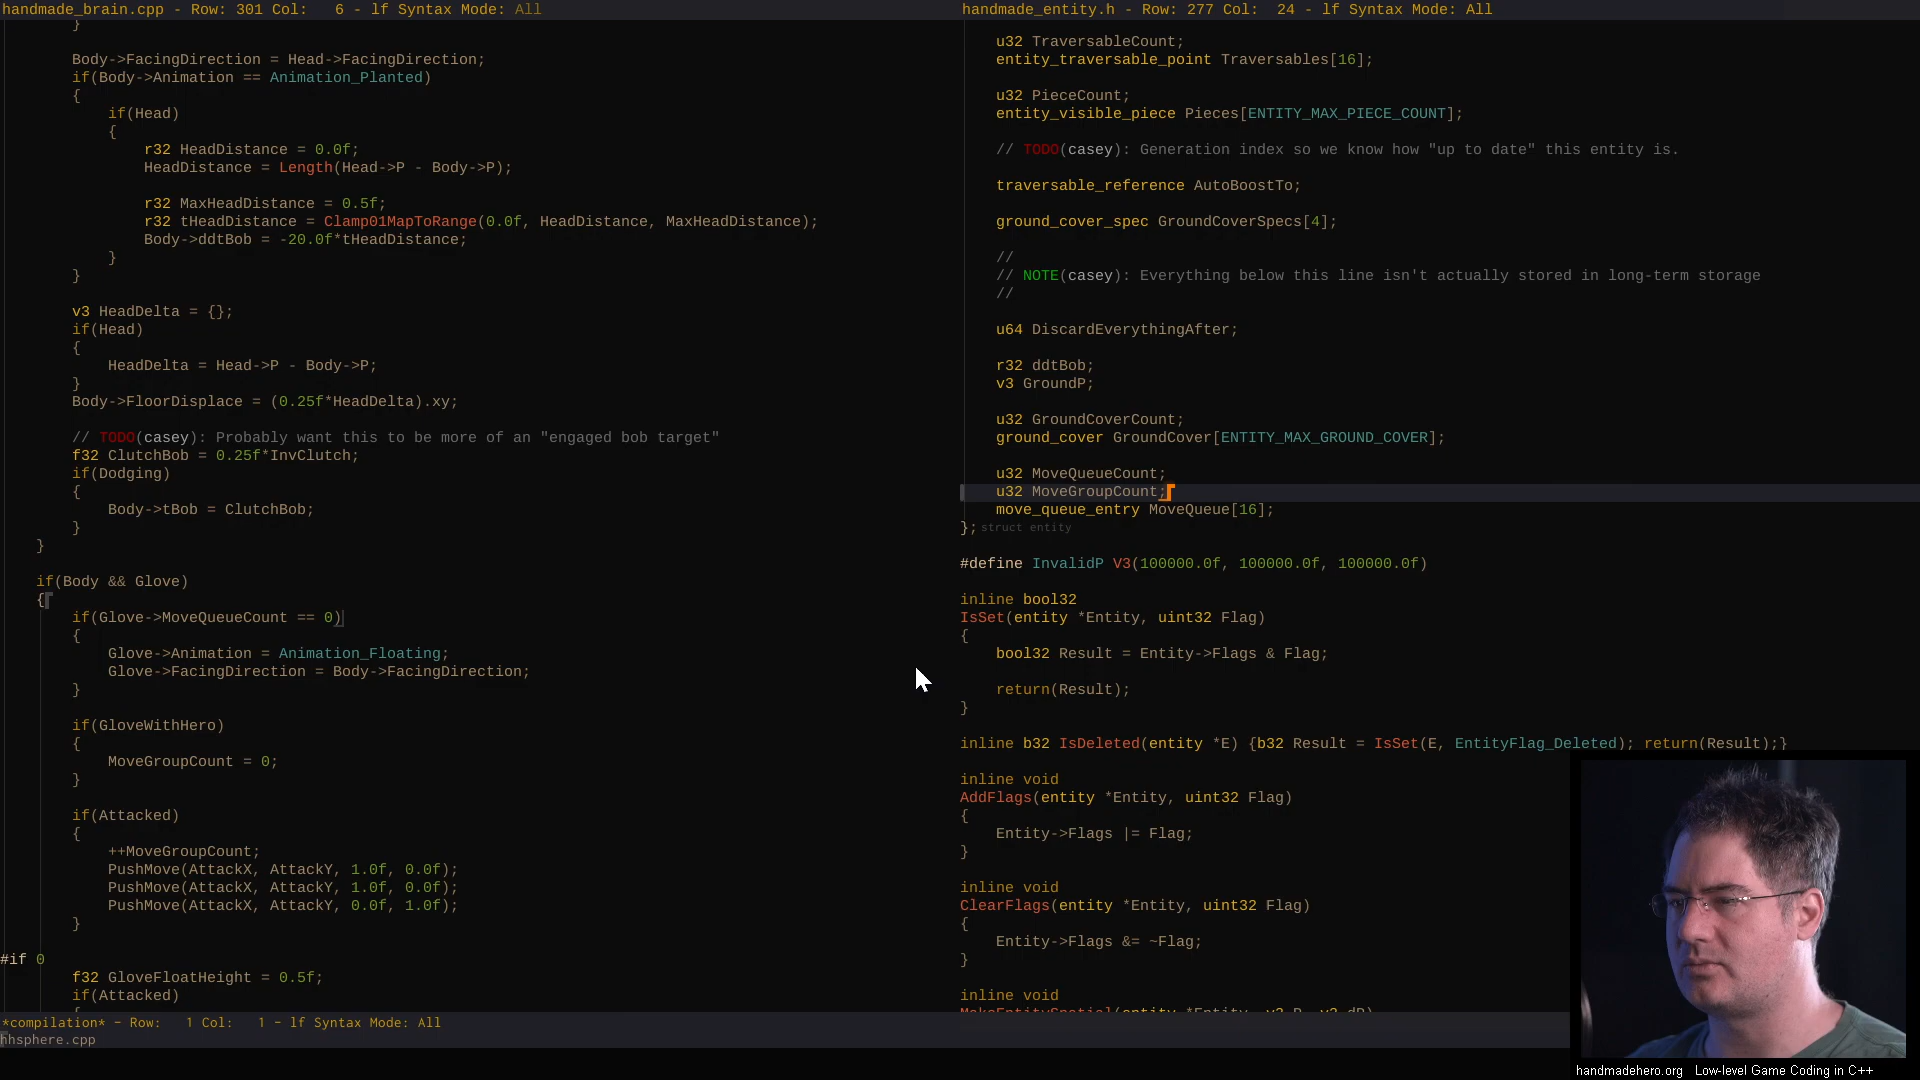 handmade_brain.cpp - Row: 301 Col:   6 - lf Syntax Mode: All
}
Body->FacingDirection = Head->FacingDirection;
if(Body->Animation == Animation_Planted)
{
if(Head)
{
r32 HeadDistance = 0.0f;
HeadDistance = Length(Head->P - Body->P);
r32 MaxHeadDistance = 0.5f;
r32 tHeadDistance = Clamp01MapToRange(0.0f, HeadDistance, MaxHeadDistance);
Body->ddtBob = -20.0f*tHeadDistance;
}
}
v3 HeadDelta = {};
if(Head)
{
HeadDelta = Head->P - Body->P;
}
Body->FloorDisplace = (0.25f*HeadDelta).xy;
// TODO(casey): Probably want this to be more of an "engaged bob target"
f32 ClutchBob = 0.25f*InvClutch;
if(Dodging)
{
Body->tBob = ClutchBob;
}
}
if(Body && Glove)
{
if(Glove->MoveQueueCount == 0)
{
Glove->Animation = Animation_Floating;
Glove->FacingDirection = Body->FacingDirection;
}
if(GloveWithHero)
{
MoveGroupCount = 0;
}
if(Attacked)
{
++MoveGroupCount;
PushMove(AttackX, AttackY, 1.0f, 0.0f);
PushMove(AttackX, AttackY, 1.0f, 0.0f);
PushMove(AttackX, AttackY, 0.0f, 1.0f);
}
#if 0
f32 GloveFloatHeight = 0.5f;
if(Attacked)
*compilation* - Row:   1 Col:   1 - lf Syntax Mode: All
hhsphere.cpp
handmade_entity.h - Row: 277 Col:  24 - lf Syntax Mode: All
u32 TraversableCount;
entity_traversable_point Traversables[16];
u32 PieceCount;
entity_visible_piece Pieces[ENTITY_MAX_PIECE_COUNT];
// TODO(casey): Generation index so we know how "up to date" this entity is.
traversable_reference AutoBoostTo;
ground_cover_spec GroundCoverSpecs[4];
//
// NOTE(casey): Everything below this line isn't actually stored in long-term storage
//
u64 DiscardEverythingAfter;
r32 ddtBob;
v3 GroundP;
u32 GroundCoverCount;
ground_cover GroundCover[ENTITY_MAX_GROUND_COVER];
u32 MoveQueueCount;
u32 MoveGroupCount;
move_queue_entry MoveQueue[16];
}; struct entity
#define InvalidP V3(100000.0f, 100000.0f, 100000.0f)
inline bool32
IsSet(entity *Entity, uint32 Flag)
{
bool32 Result = Entity->Flags & Flag;
return(Result);
}
inline b32 IsDeleted(entity *E) {b32 Result = IsSet(E, EntityFlag_Deleted); return(Result);}
inline void
AddFlags(entity *Entity, uint32 Flag)
{
Entity->Flags |= Flag;
}
inline void
ClearFlags(entity *Entity, uint32 Flag)
{
Entity->Flags &= ~Flag;
}
inline void
MakeEntitySpatial(entity *Entity, v3 P, v3 dP)
handmadehero.org   Low-level Game Coding in C++